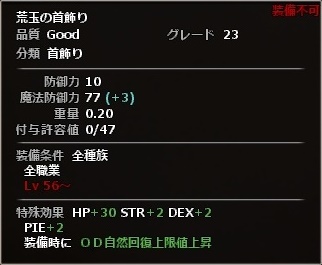 荒玉の首飾り 装備不可
品質 Good グレード 23
分類 首飾り
防御力 10
魔法防御力 77 (+3)
重量 0.20
付与許容値 0/47
装備条件 全種族
全職業
Lv 56～
特殊効果 HP+30 STR+2 DEX+2
PIE+2
装備時に ＯＤ自然回復上限値上昇